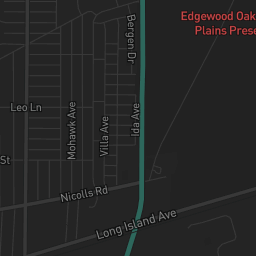 Bergen Dr
Edgewood Oak
Plains Prese
Leo Ln
Mohawk Ave
Villa Ave
Ida Ave
St
Nicolls Rd
Long Island Ave